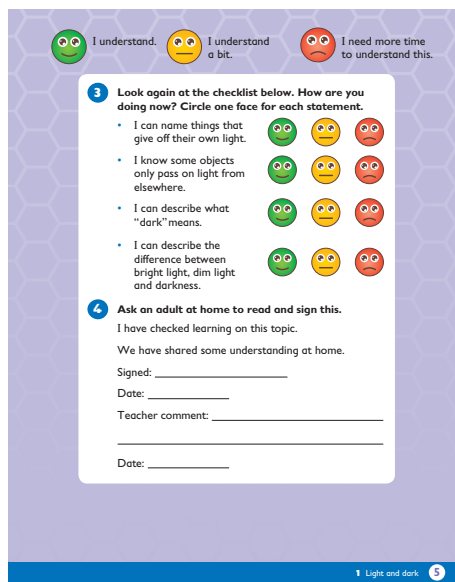 I understand.
I understand
a bit.
I need more time
to understand this.
3 Look again at the checklist below. How are you
doing now? Circle one face for each statement.
• I can name things that
give off their own light.
• I know some objects
only pass on light from
elsewhere.
• I can describe what
“dark” means.
• I can describe the
difference between
bright light, dim light
and darkness.
4 Ask an adult at home to read and sign this.
I have checked learning on this topic.
We have shared some understanding at home.
Signed:
Date:
Teacher comment:
Date:
1 Light and dark 5